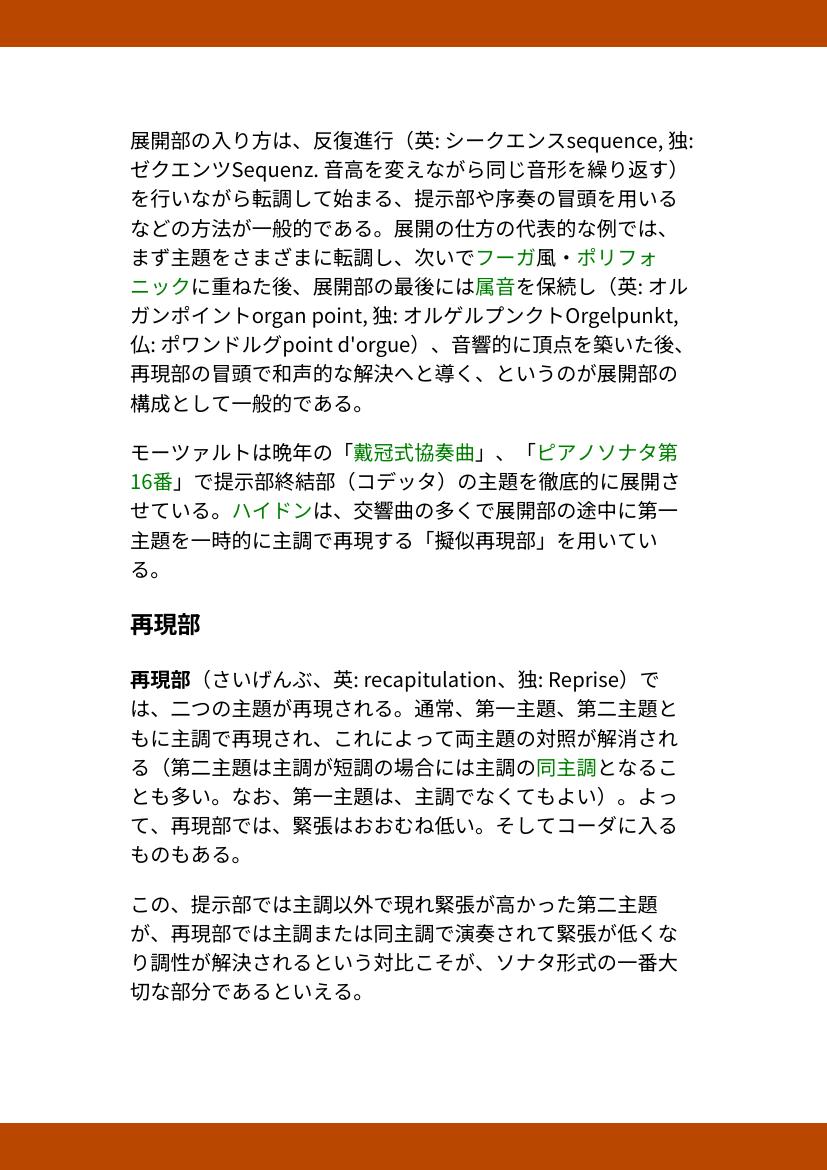 展開部の入り方は、反復進行（英: シークエンスsequence, 独:
ゼクエンツSequenz. 音高を変えながら同じ音形を繰り返す）
を行いながら転調して始まる、提示部や序奏の冒頭を用いる
などの方法が一般的である。展開の仕方の代表的な例では、
まず主題をさまざまに転調し、次いでフーガ風・ポリフォ
ニックに重ねた後、展開部の最後には属音を保続し（英: オル
ガンポイントorgan point, 独: オルゲルプンクトOrgelpunkt,
仏: ポワンドルグpoint d'orgue）、音響的に頂点を築いた後、
再現部の冒頭で和声的な解決へと導く、というのが展開部の
構成として一般的である。
モーツァルトは晩年の「戴冠式協奏曲」、「ピアノソナタ第
16番」で提示部終結部（コデッタ）の主題を徹底的に展開さ
せている。ハイドンは、交響曲の多くで展開部の途中に第一
主題を一時的に主調で再現する「擬似再現部」を用いてい
る。
再現部
再現部（さいげんぶ、英: recapitulation、独: Reprise）で
は、二つの主題が再現される。通常、第一主題、第二主題と
もに主調で再現され、これによって両主題の対照が解消され
る（第二主題は主調が短調の場合には主調の同主調となるこ
とも多い。なお、第一主題は、主調でなくてもよい）。よっ
て、再現部では、緊張はおおむね低い。そしてコーダに入る
ものもある。
この、提示部では主調以外で現れ緊張が高かった第二主題
が、再現部では主調または同主調で演奏されて緊張が低くな
り調性が解決されるという対比こそが、ソナタ形式の一番大
切な部分であるといえる。